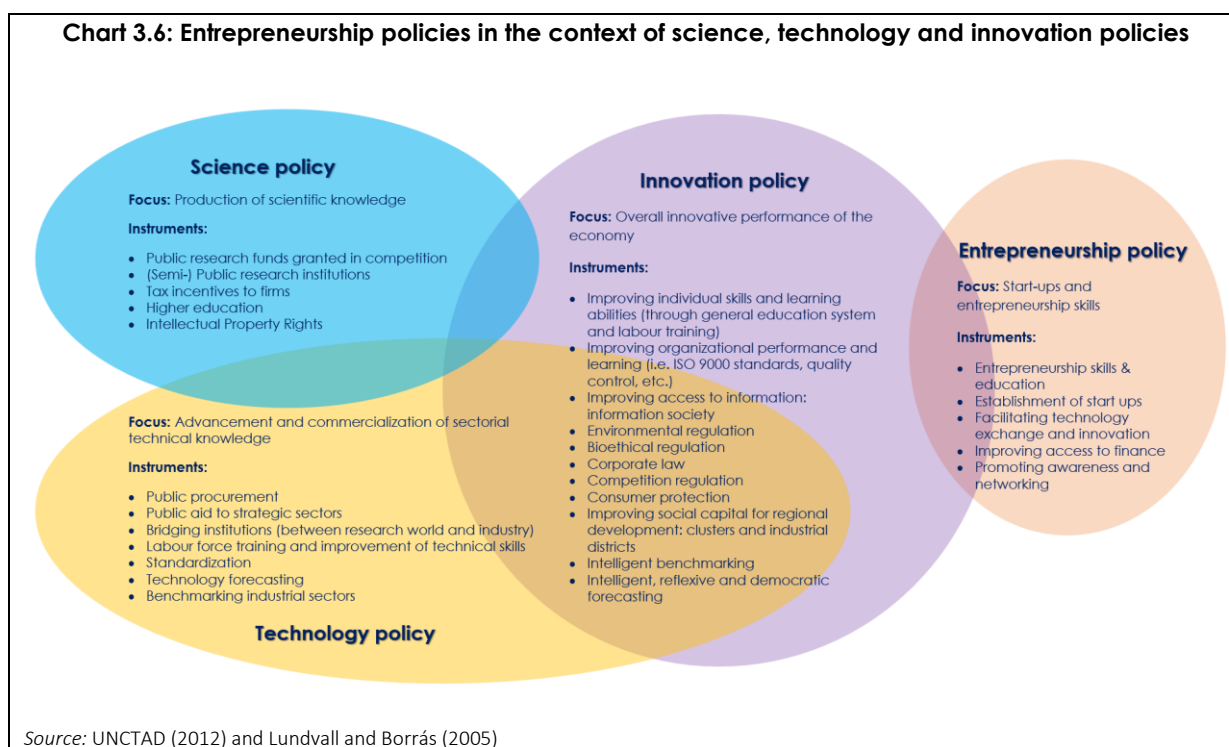 Chart 3.6: Entrepreneurship policies in the context of science, technology and innovation policies
Science policy
Focus: Production of scientific knowledge
Instruments:
• Public research funds granted in competition
• (Semi-) Public research institutions
• Tax incentives to firms
• Higher education
• Intellectual Property Rights
Focus: Advancement and commercialization of sectorial
technical knowledge
Instruments:
• Public procurement
• Public aid to strategic sectors
• Bridging institutions (between research world and industry)
• Labour force training and improvement of technical skills
• Standardization
• Technology forecasting
• Benchmarking industrial sectors
Technology policy
Innovation policy
Focus: Overall innovative performance of the
economy
Instruments:
• Improving individual skills and learning
abilities (through general education system
and labour training)
• Improving organizational performance and
learning (i.e. ISO 9000 standards, quality
control, etc.)
• Improving access to information:
information society
• Environmental regulation
• Bioethical regulation
• Corporate law
• Competition regulation
• Consumer protection
• Improving social capital for regional
development: clusters and industrial
districts
• Intelligent benchmarking
• Intelligent, reflexive and democratic
forecasting
Entrepreneurship policy
Focus: Start-ups and
entrepreneurship skills
Instruments:
• Entrepreneurship skills &
education
• Establishment of start ups
• Facilitating technology
exchange and innovation
• Improving access to finance
• Promoting awareness and
networking
Source: UNCTAD (2012) and Lundvall and Borrás (2005)